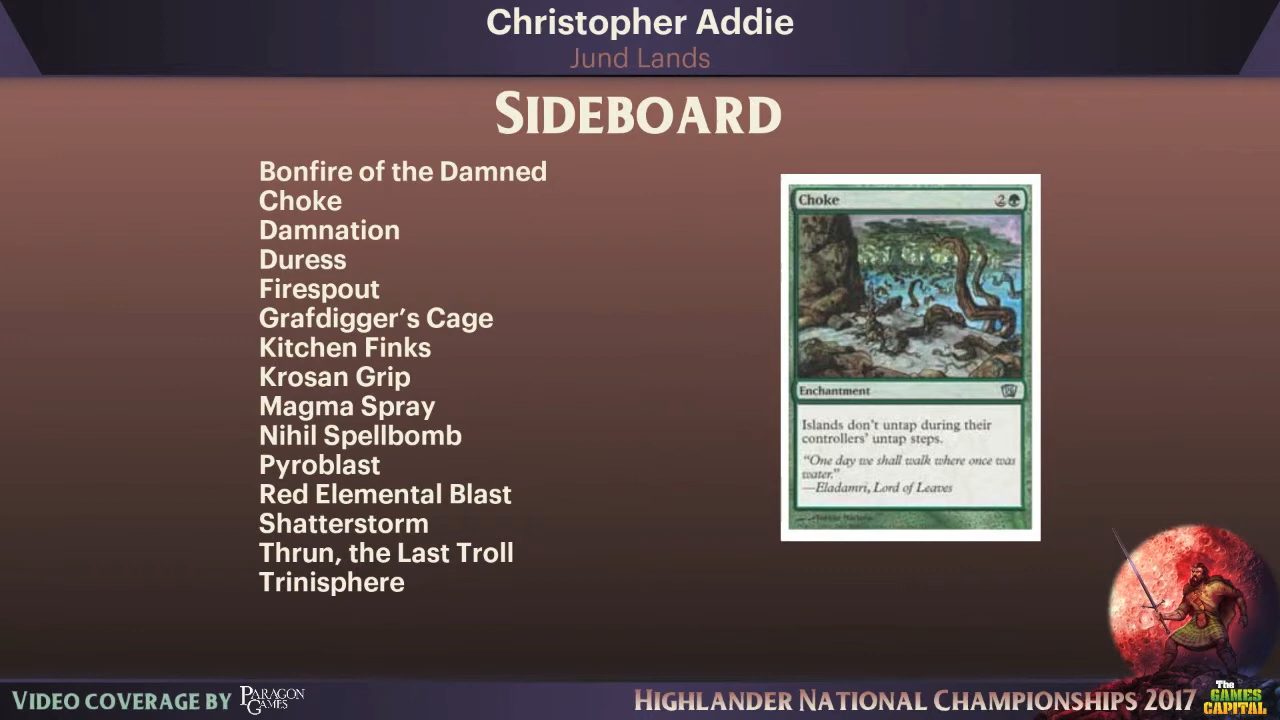 Christopher Addie
Jund Lands
SIDEBOARD
Bonfire of the Damned
Choke
Damnation
Duress
Firespout
Grafdigger’s Cage
Kitchen Finks
Krosan Grip
Magma Spray
Nihil Spellbomb
Pyroblast
Red Elemental Blast
Shatterstorm
Thrun, the Last Troll
Trinisphere
Choke 2
Enchantment
Islands don't untap during their
controllers' untap steps.
"One day we shall walk where once was
water."
—Eladamri, Lord of Leaves
VIDEO COVERAGE BY PARAGON GAMES
HIGHLANDER NATIONAL CHAMPIONSHIPS 2017
The GAMES CAPITAL